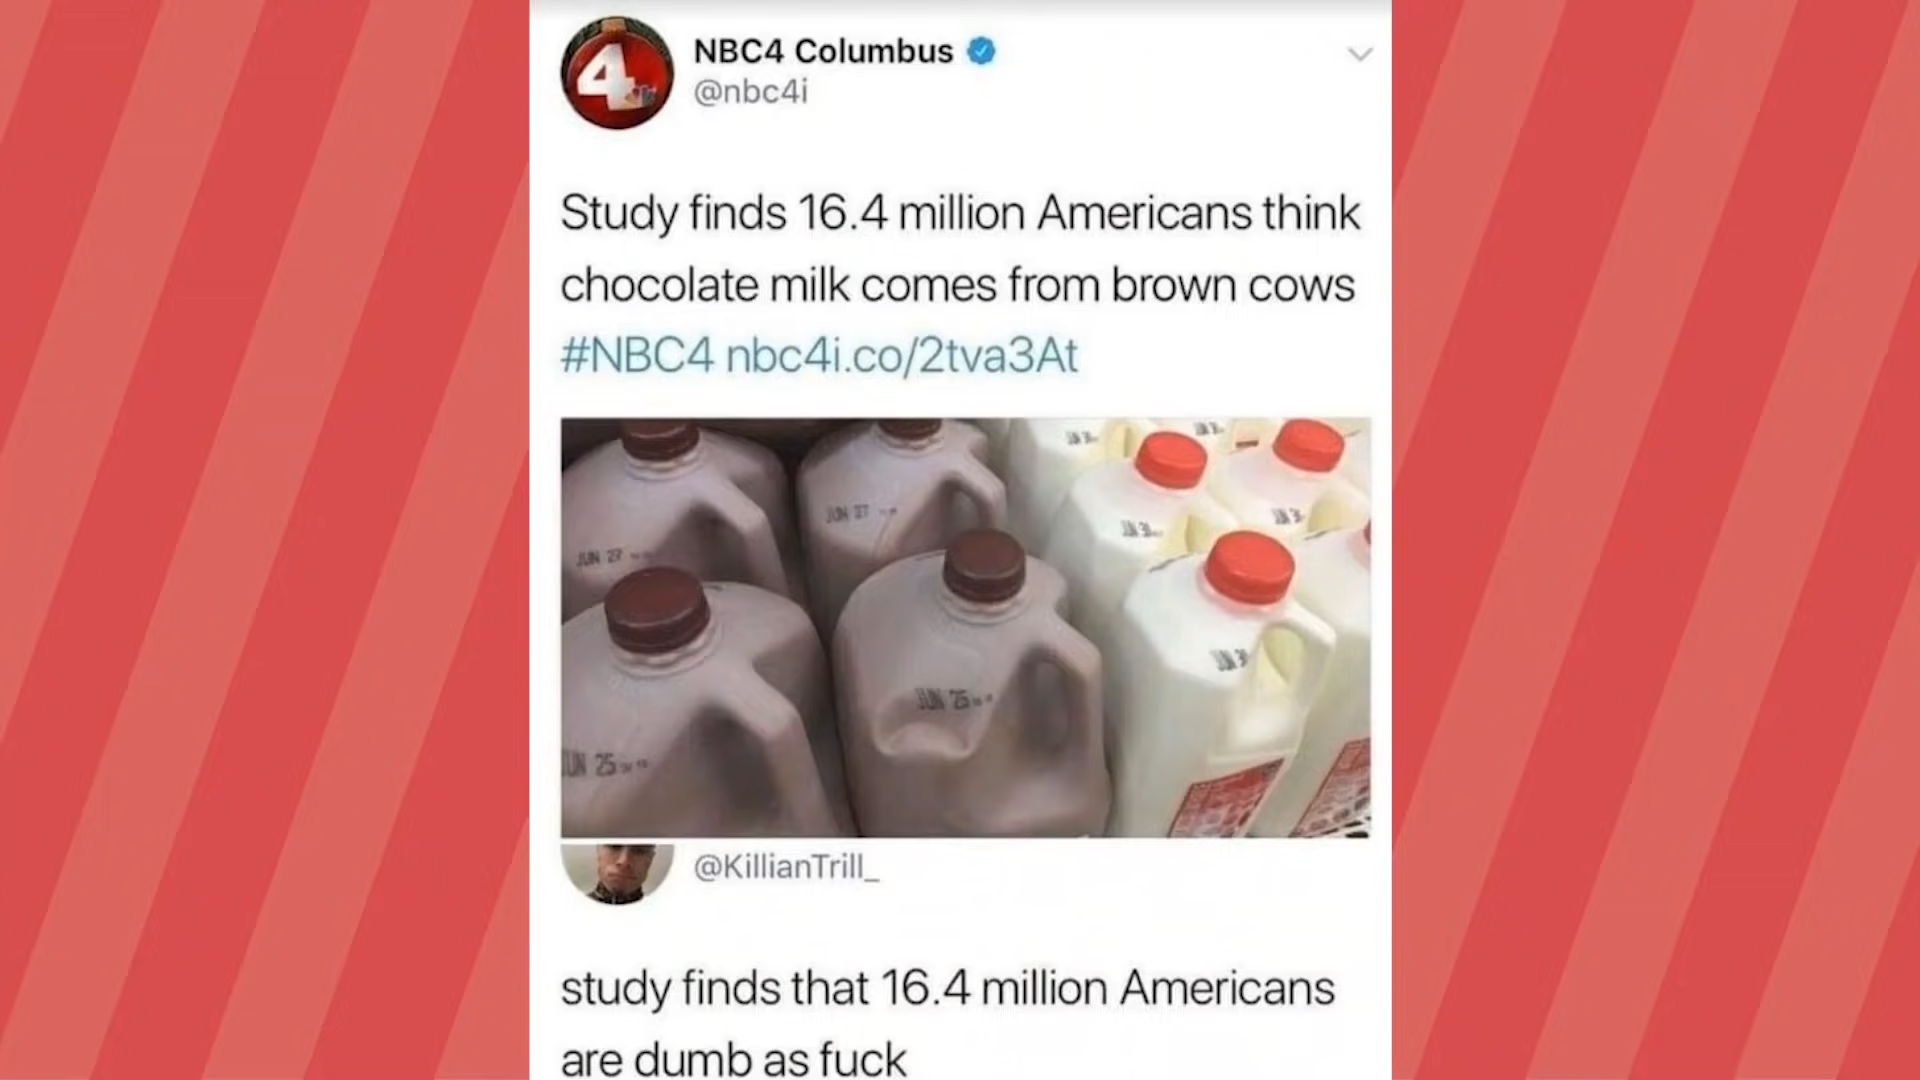 4
NBC4 Columbus
@nbc4i
Study finds 16.4 million Americans think
chocolate milk comes from brown cows
#NBC4 nbc4i.co/2tva3At
JUN 27
JUN 27
JUN 25
JUN 25
@KillianTrill_
study finds that 16.4 million Americans
are dumb as fuck